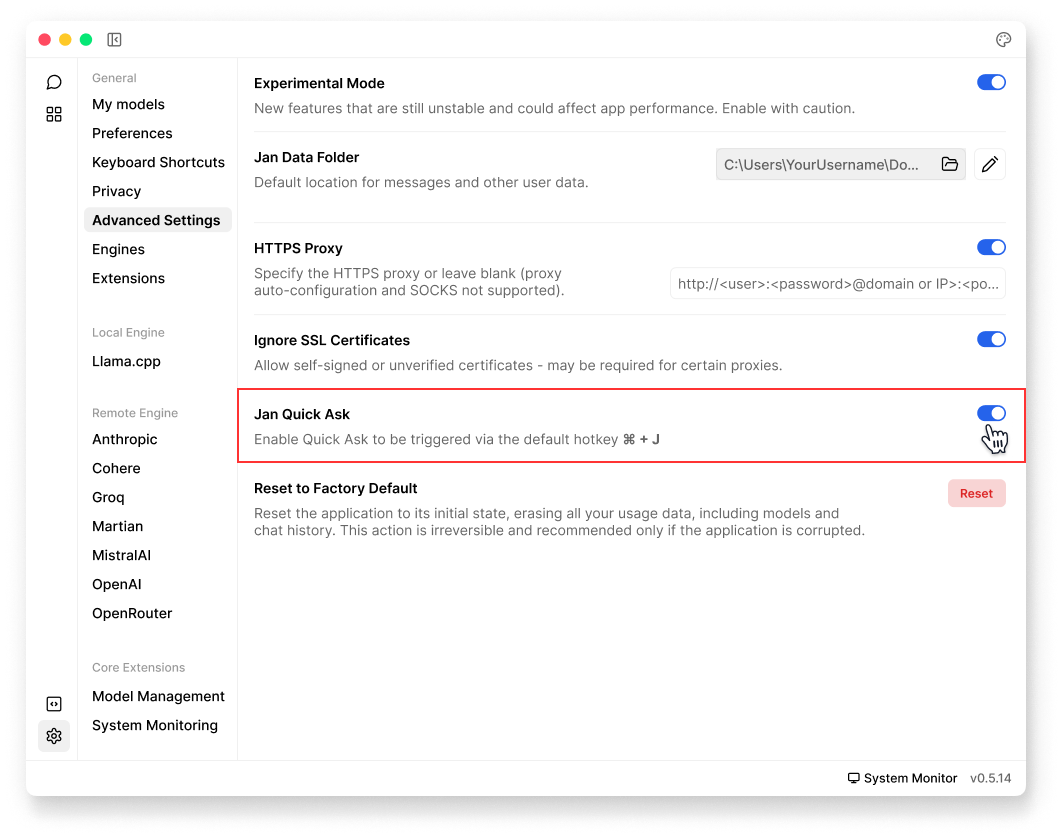 General
My models
Preferences
Keyboard Shortcuts
Privacy
Advanced Settings
Engines
Extensions
Local Engine
Llama.cpp
Remote Engine
Anthropic
Cohere
Groq
Martian
MistralAI
OpenAI
OpenRouter
Core Extensions
Model Management
System Monitoring
Experimental Mode
New features that are still unstable and could affect app performance. Enable with caution.
Jan Data Folder
Default location for messages and other user data.
C:\Users\YourUsername\Do...
HTTPS Proxy
Specify the HTTPS proxy or leave blank (proxy
auto-configuration and SOCKS not supported).
http://<user>:<password>@domain or IP>:<po...
Ignore SSL Certificates
Allow self-signed or unverified certificates - may be required for certain proxies.
Jan Quick Ask
Enable Quick Ask to be triggered via the default hotkey ⌘ + J
Reset to Factory Default
Reset the application to its initial state, erasing all your usage data, including models and
chat history. This action is irreversible and recommended only if the application is corrupted.
Reset
System Monitor v0.5.14